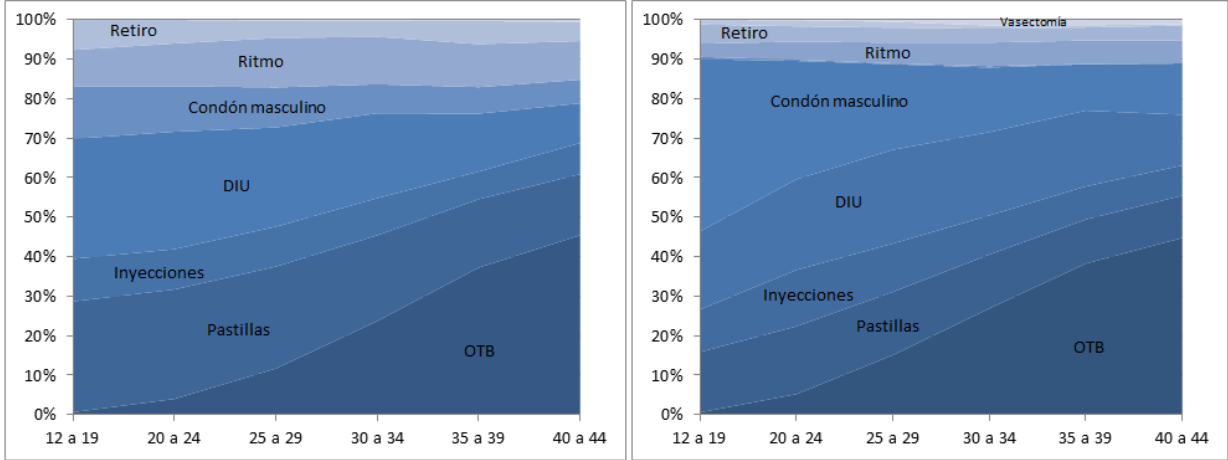 100%
90%
80%
70%
60%
50%
40%
30%
20%
10%
0%
Retiro
Ritmo
Condón masculino
DIU
Inyecciones
Pastillas
OTB
12 a 19 20 a 24 25 a 29 30 a 34 35 a 39 40 a 44
100%
90%
80%
70%
60%
50%
40%
30%
20%
10%
0%
Vasectomía
Retiro
Ritmo
Condón masculino
DIU
Inyecciones
Pastillas
OTB
12 a 19 20 a 24 25 a 29 30 a 34 35 a 39 40 a 44